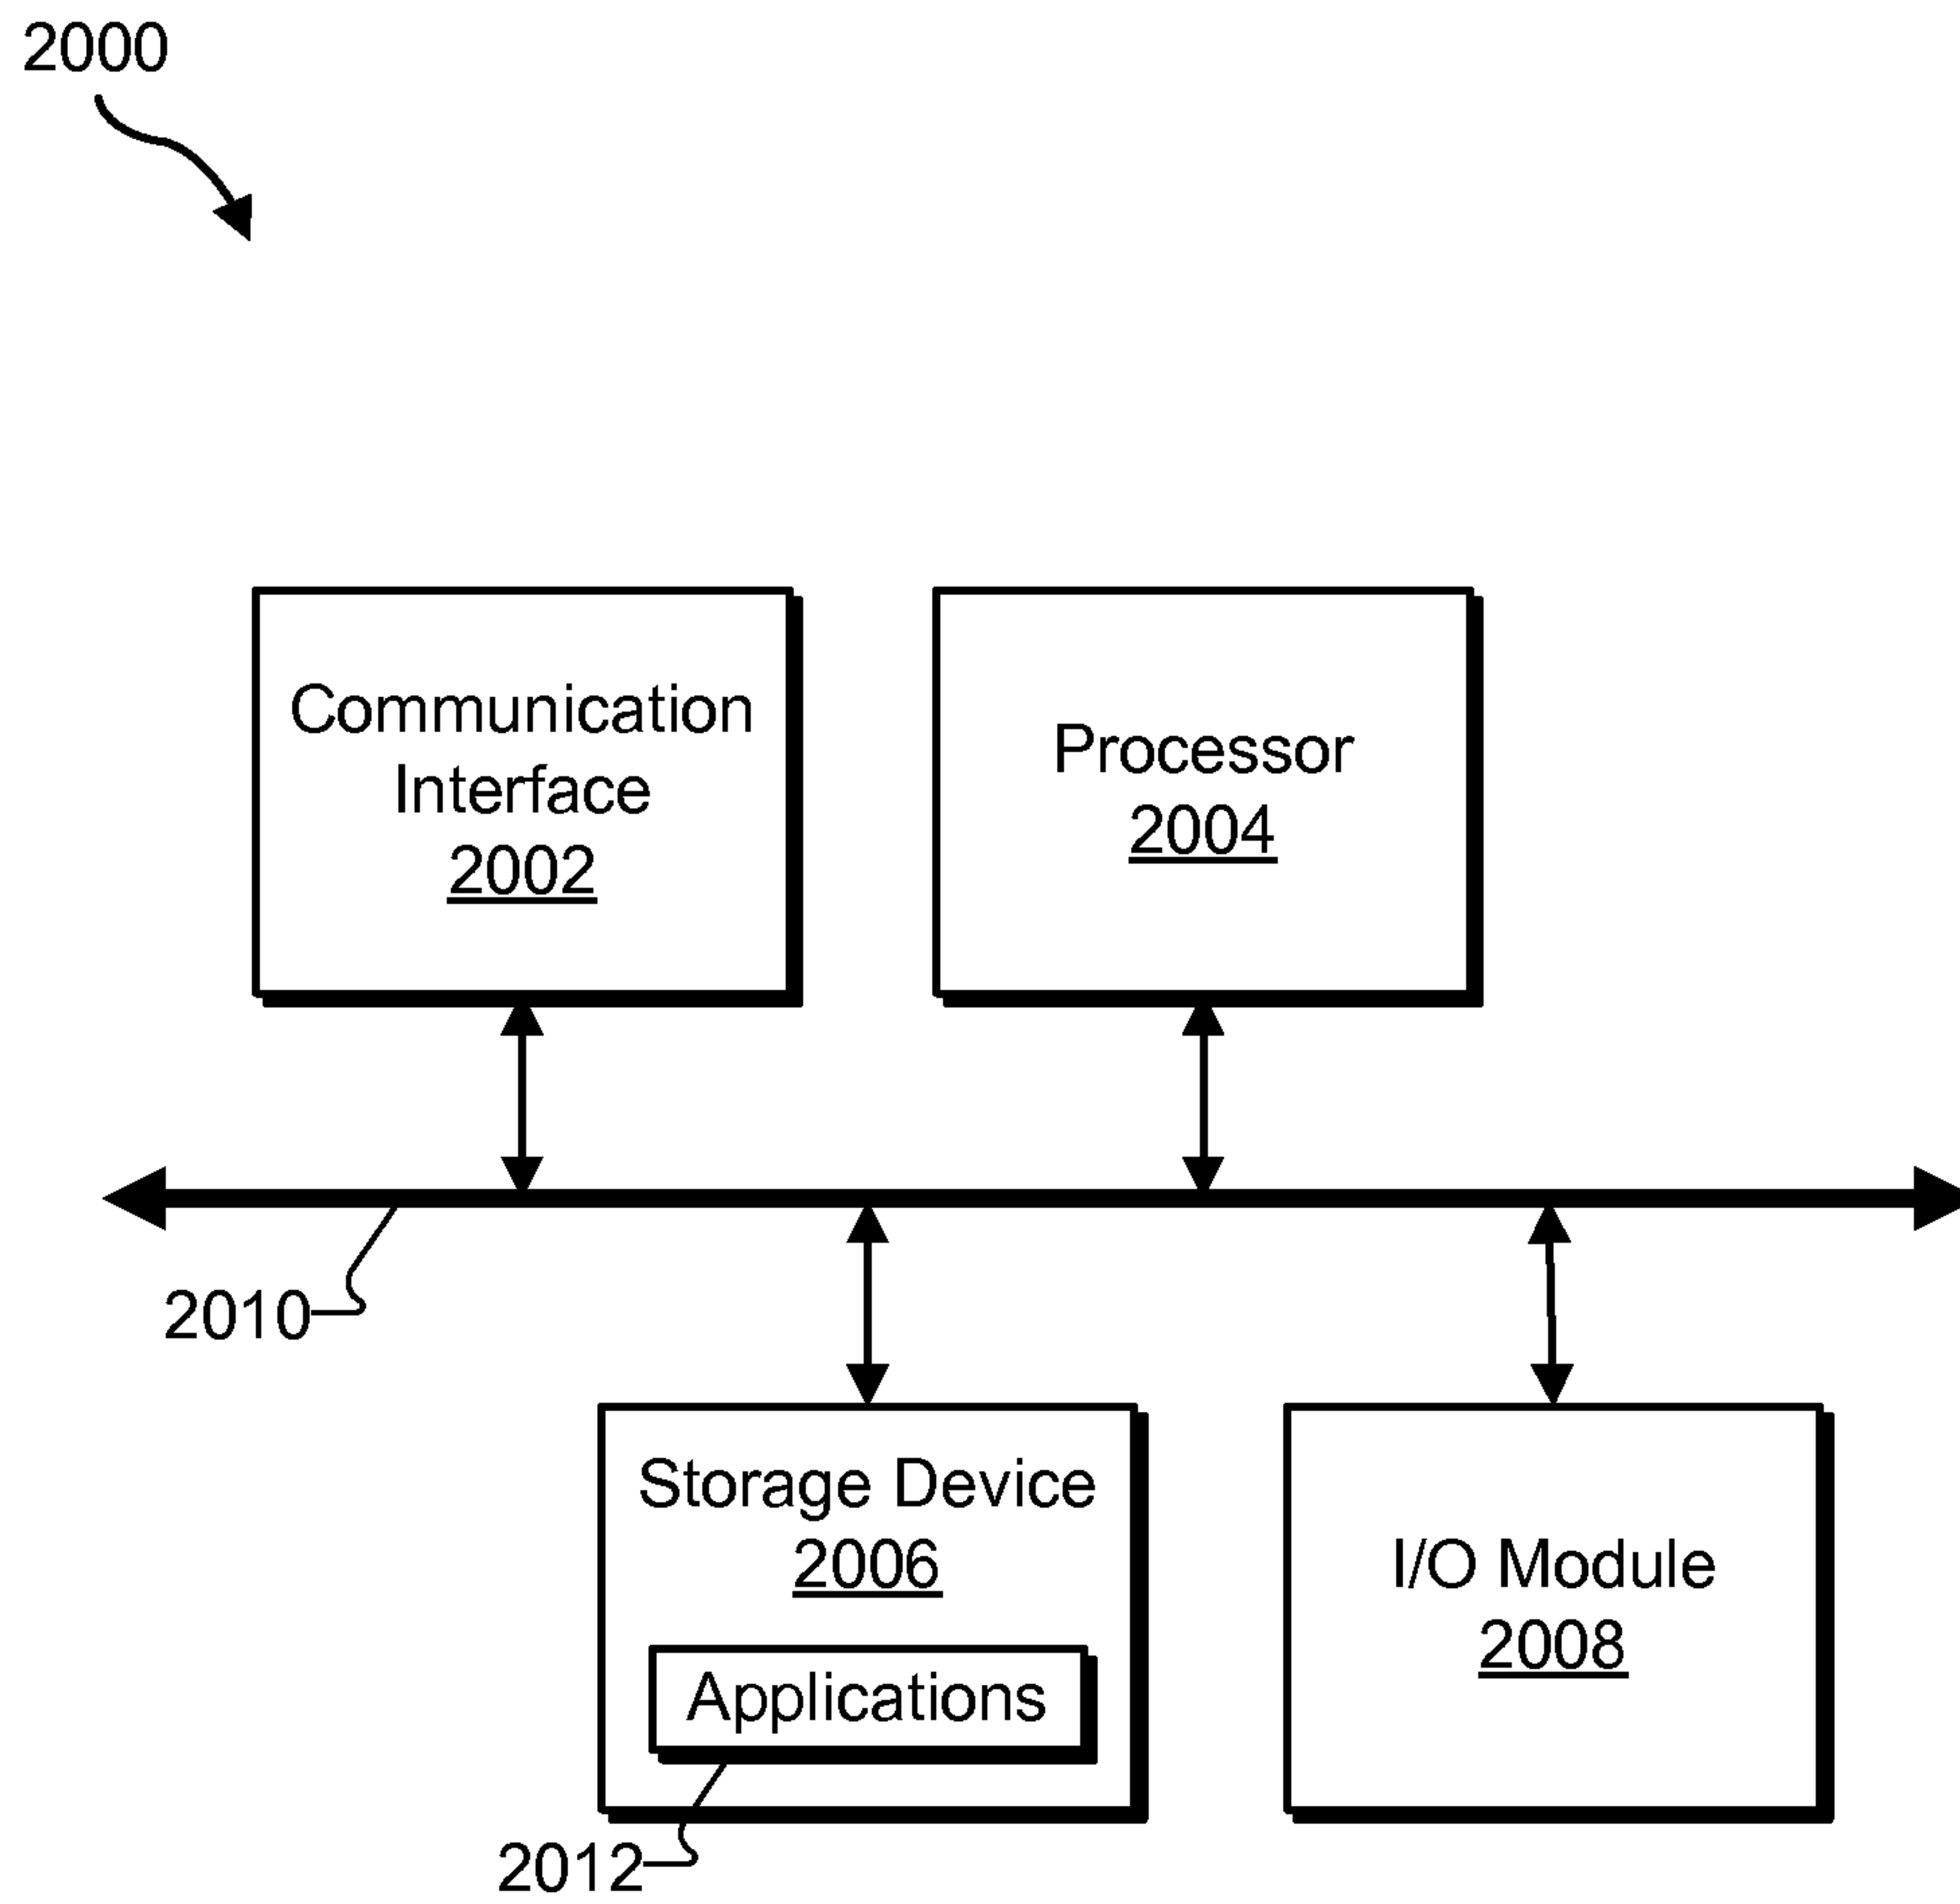 2000
Communication
Interface
2002
Processor
2004
2010
Storage Device
2006
Applications
2012
I/O Module
2008